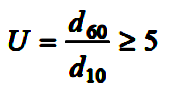 U = d₆₀ / d₁₀ ≥ 5